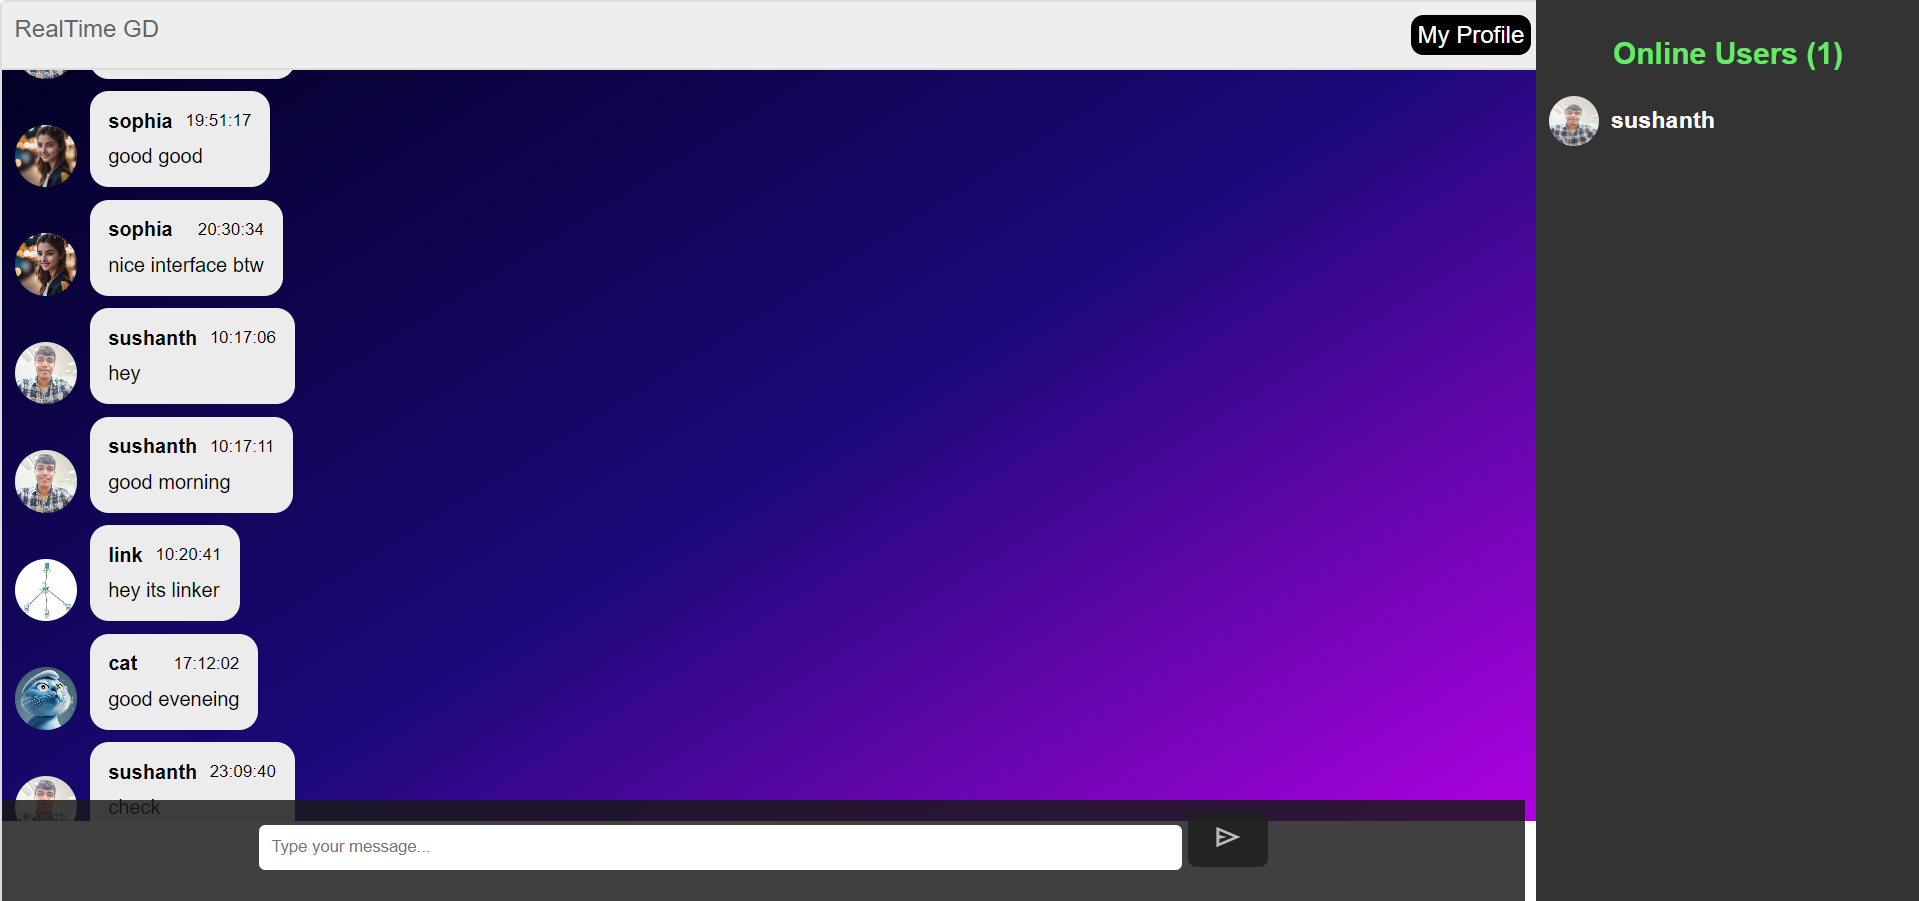 RealTime GD
My Profile
Online Users (1)
sushanth
sophia 19:51:17
good good
sophia 20:30:34
nice interface btw
sushanth 10:17:06
hey
sushanth 10:17:11
good morning
link 10:20:41
hey its linker
cat 17:12:02
good eveneing
sushanth 23:09:40
check
Type your message...